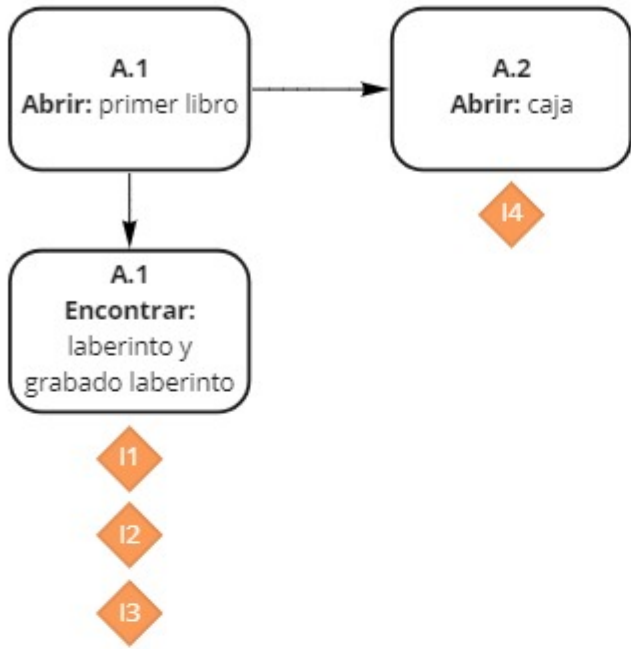 A.1
Abrir: primer libro
A.2
Abrir: caja
I4
A.1
Encontrar:
laberinto y
grabado laberinto
I1
I2
I3